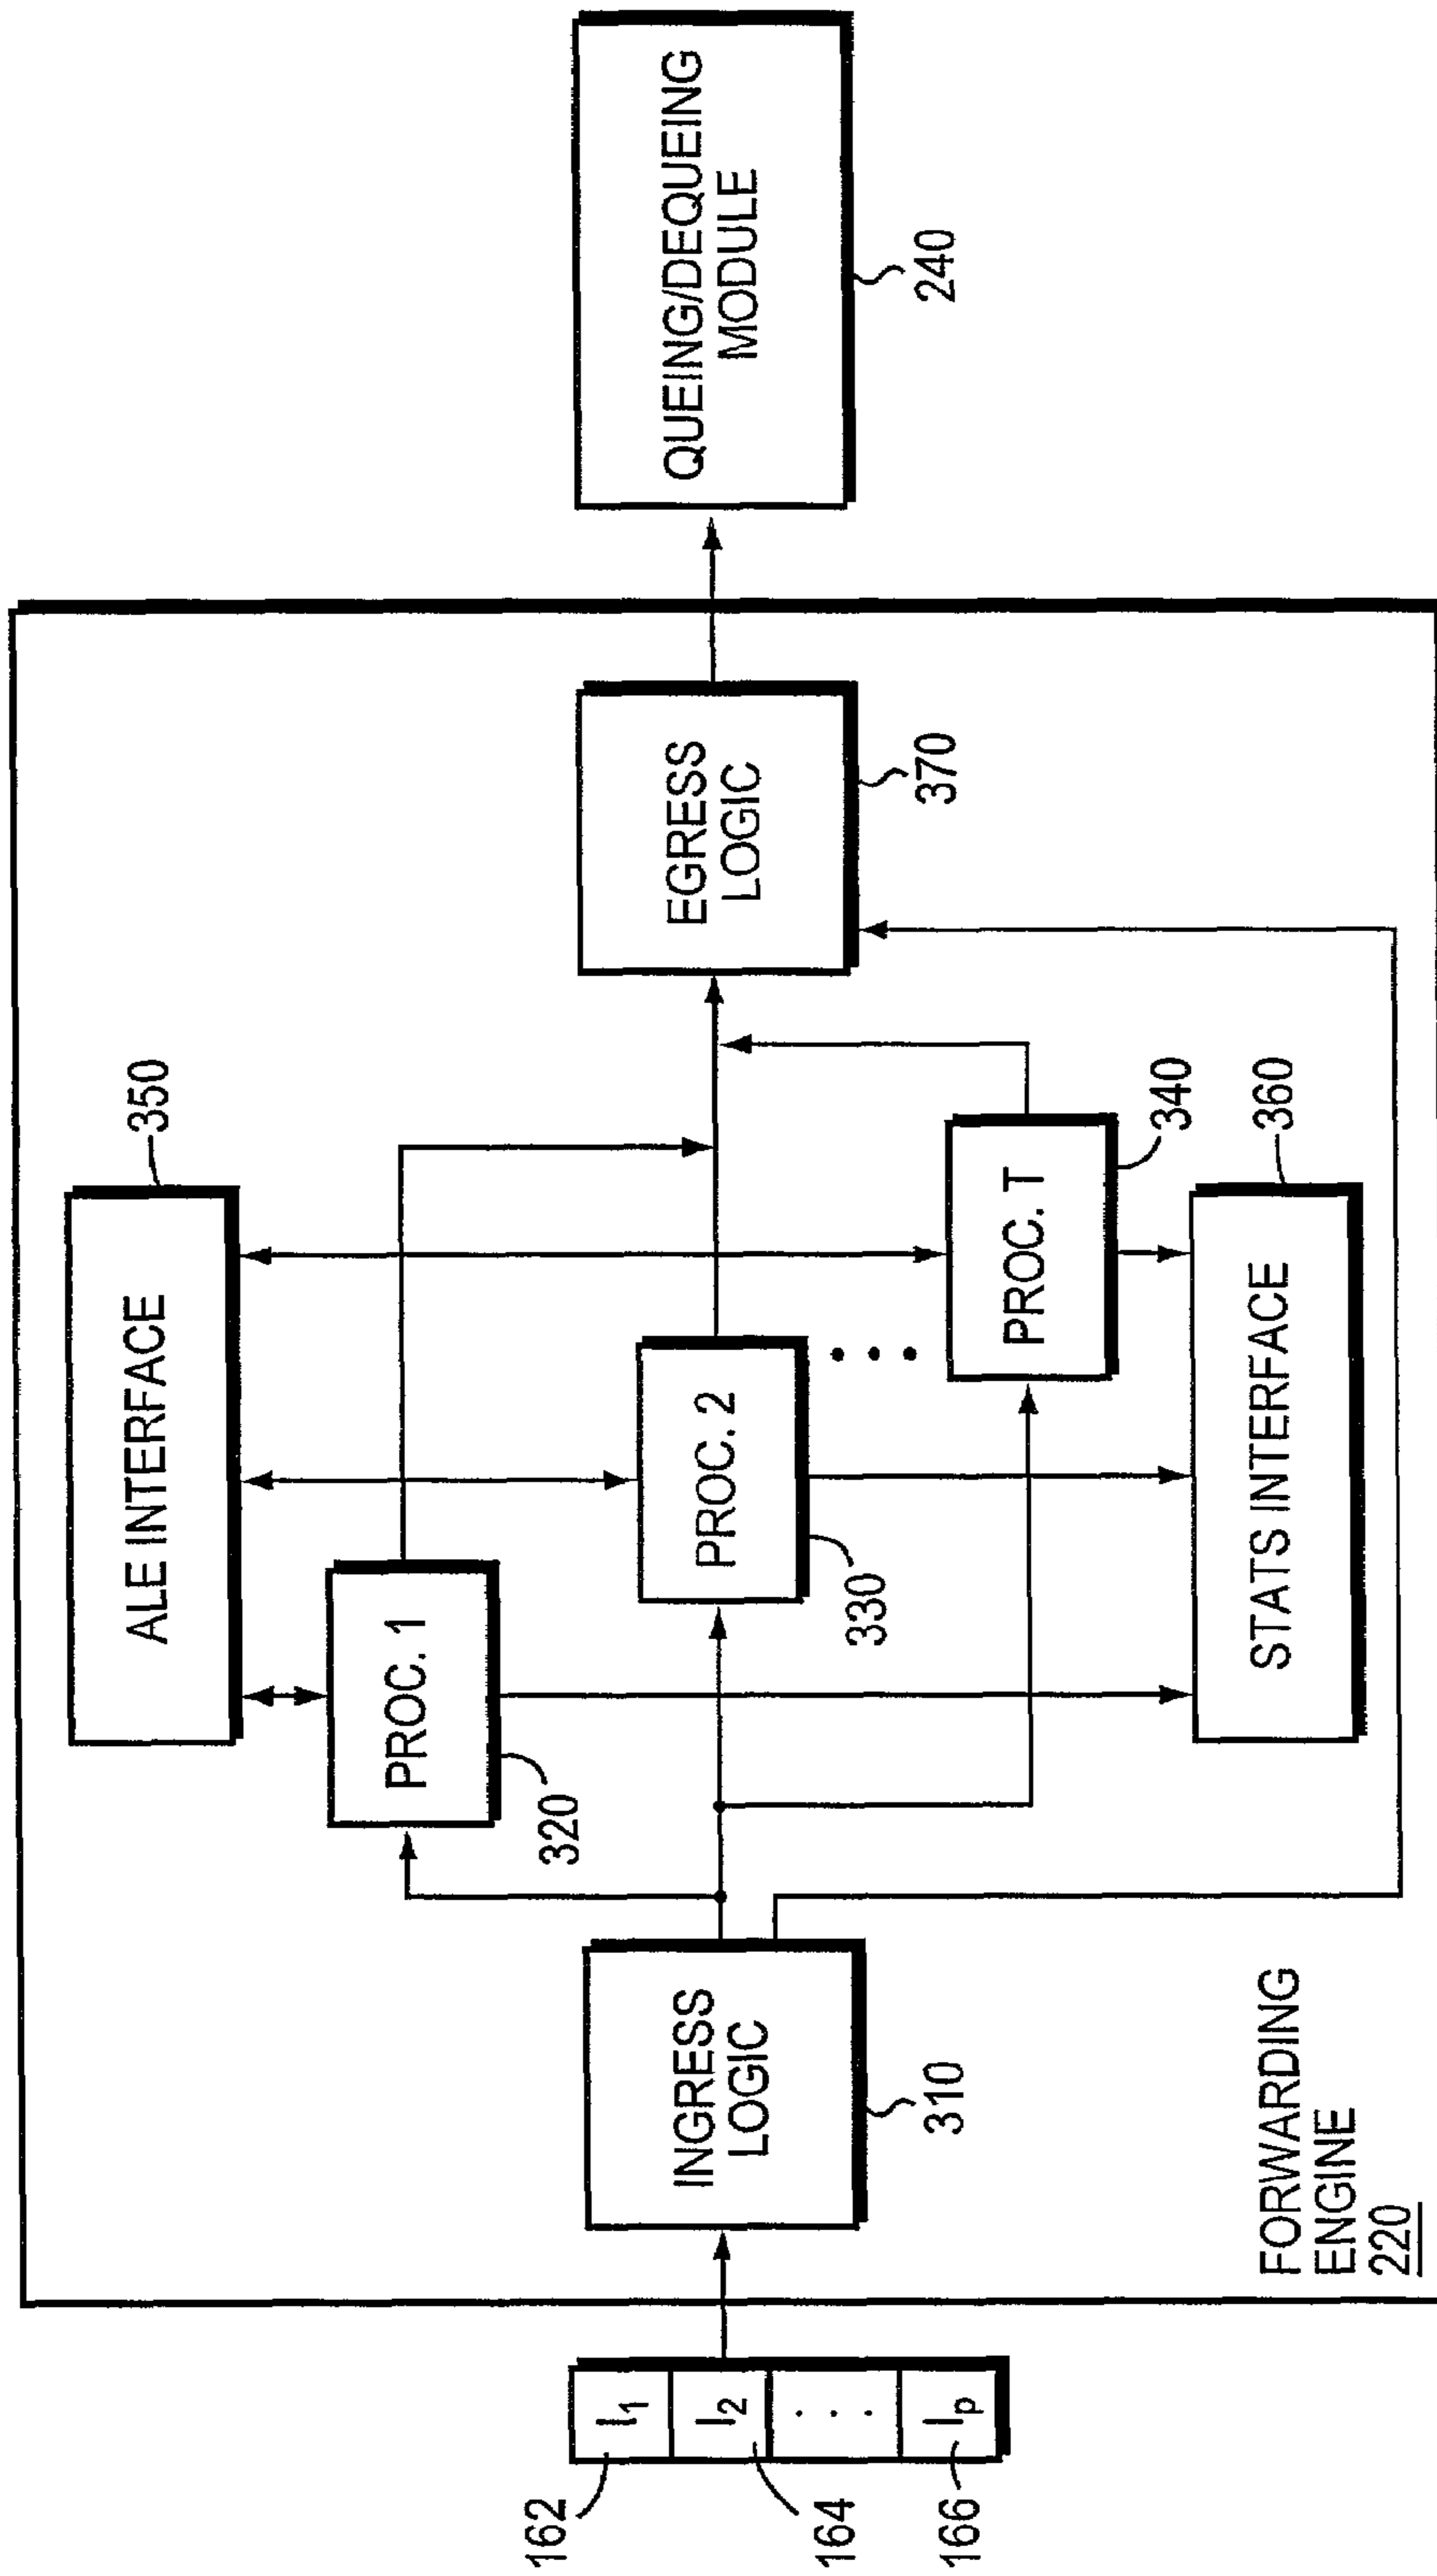 ALE INTERFACE
350
PROC. 1
320
162
I1
164
I2
. . .
166
Ip
INGRESS
LOGIC
310
PROC. 2
330
• • •
PROC. T
340
EGRESS
LOGIC
370
QUEING/DEQUEING
MODULE
240
STATS INTERFACE
360
FORWARDING
ENGINE
220